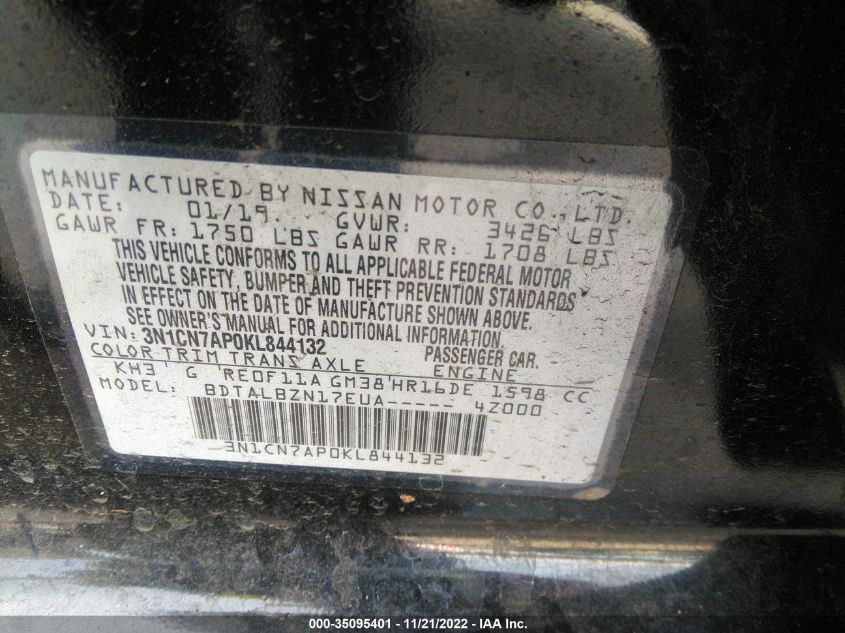 MANUFACTURED BY NISSAN MOTOR CO., LTD.
DATE: 01/19. GVWR: 3426 LBS
GAWR FR: 1750 LBS GAWR RR: 1708 LBS
THIS VEHICLE CONFORMS TO ALL APPLICABLE FEDERAL MOTOR
VEHICLE SAFETY, BUMPER AND THEFT PREVENTION STANDARDS
IN EFFECT ON THE DATE OF MANUFACTURE SHOWN ABOVE.
SEE OWNER'S MANUAL FOR ADDITIONAL INFORMATION.
VIN: 3N1CN7AP0KL844132 PASSENGER CAR.
COLOR TRIM TRANS AXLE ENGINE
KH3 G RE0F11A GM38 HR16DE 1598 CC
MODEL: BDTALBZN17EUA----- 4Z000
3N1CN7AP0KL844132
000-35095401 - 11/21/2022 - IAA Inc.